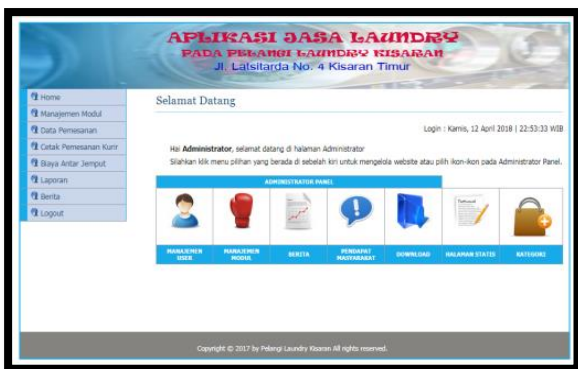 APLIKASI JASA LAUNDRY
PADA PELANGI LAUNDRY KISARAN
Jl. Latsitarda No. 4 Kisaran Timur
Home
Manajemen Modul
Data Pemesanan
Cetak Pemesanan Kurir
Biaya Antar Jemput
Laporan
Berita
Logout
Selamat Datang
Login : Kamis, 12 April 2018 | 22:53:33 WIB
Hai Administrator, selamat datang di halaman Administrator
Silahkan klik menu pilihan yang berada di sebelah kiri untuk mengelola website atau pilih ikon-ikon pada Administrator Panel.
ADMINISTRATOR PANEL
MANAJEMEN USER
MANAJEMEN MODUL
BERITA
PENDAPAT MASYARAKAT
DOWNLOAD
HALAMAN STATIS
KATEGORI
Copyright © 2017 by Pelangi Laundry Kisaran All rights reserved.